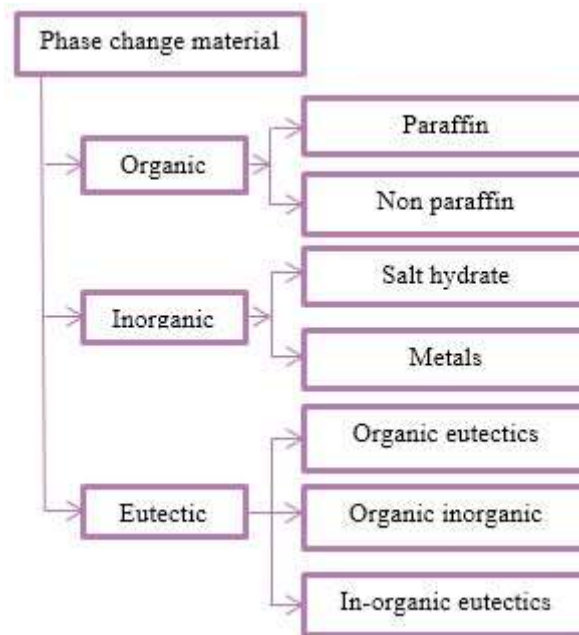 Phase change material
Organic
Paraffin
Non paraffin
Inorganic
Salt hydrate
Metals
Eutectic
Organic eutectics
Organic inorganic
In-organic eutectics